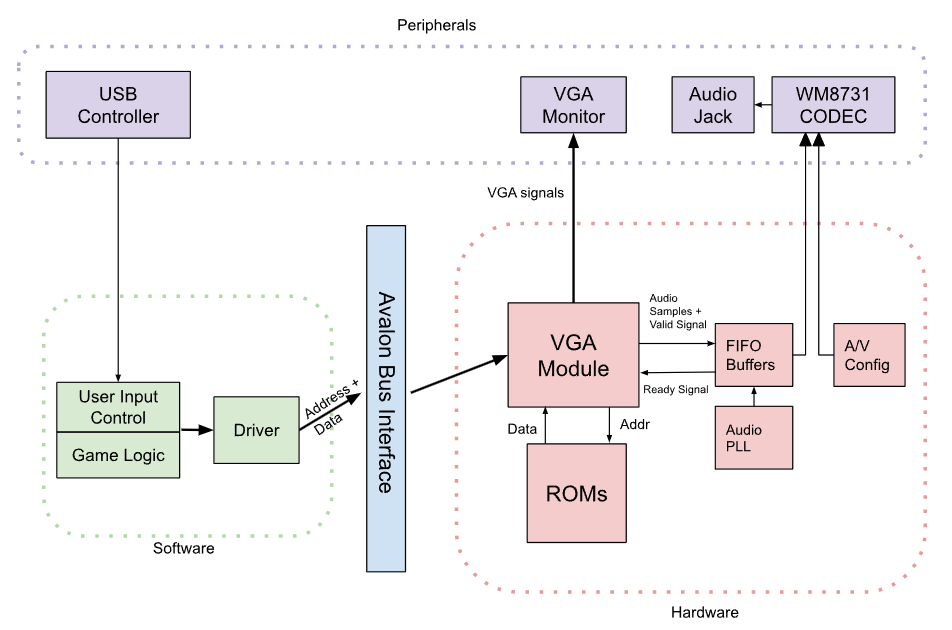 Peripherals
USB
Controller
VGA
Monitor
Audio
Jack
WM8731
CODEC
VGA signals
Avalon Bus Interface
Audio
Samples +
Valid Signal
VGA
Module
FIFO
Buffers
A/V
Config
Ready Signal
User Input
Control
Game Logic
Driver
Address +
Data
Data
Addr
Audio
PLL
ROMs
Software
Hardware